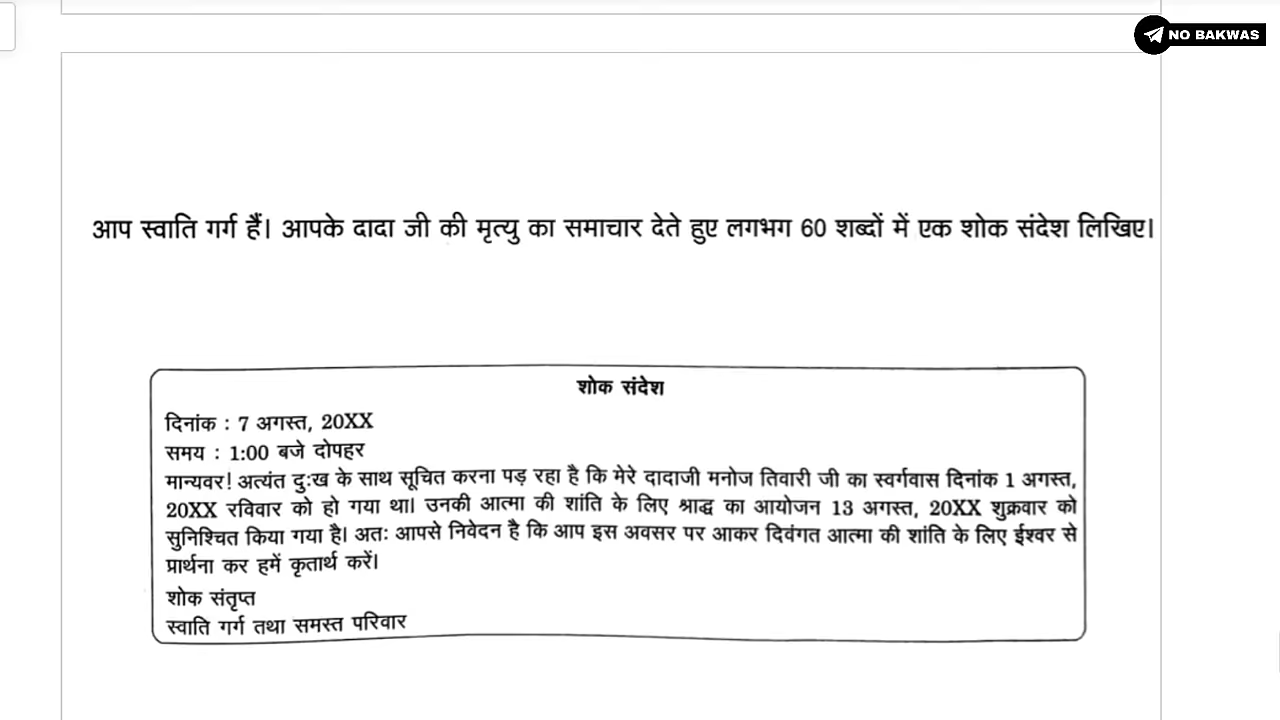 NO BAKWAS
आप स्वाति गर्ग हैं। आपके दादा जी की मृत्यु का समाचार देते हुए लगभग 60 शब्दों में एक शोक संदेश लिखिए।
शोक संदेश
दिनांक : 7 अगस्त, 20XX
समय : 1:00 बजे दोपहर
मान्यवर! अत्यंत दुःख के साथ सूचित करना पड़ रहा है कि मेरे दादाजी मनोज तिवारी जी का स्वर्गवास दिनांक 1 अगस्त,
20XX रविवार को हो गया था। उनकी आत्मा की शांति के लिए श्राद्ध का आयोजन 13 अगस्त, 20XX शुक्रवार को
सुनिश्चित किया गया है। अतः आपसे निवेदन है कि आप इस अवसर पर आकर दिवंगत आत्मा की शांति के लिए ईश्वर से
प्रार्थना कर हमें कृतार्थ करें।
शोक संतृप्त
स्वाति गर्ग तथा समस्त परिवार